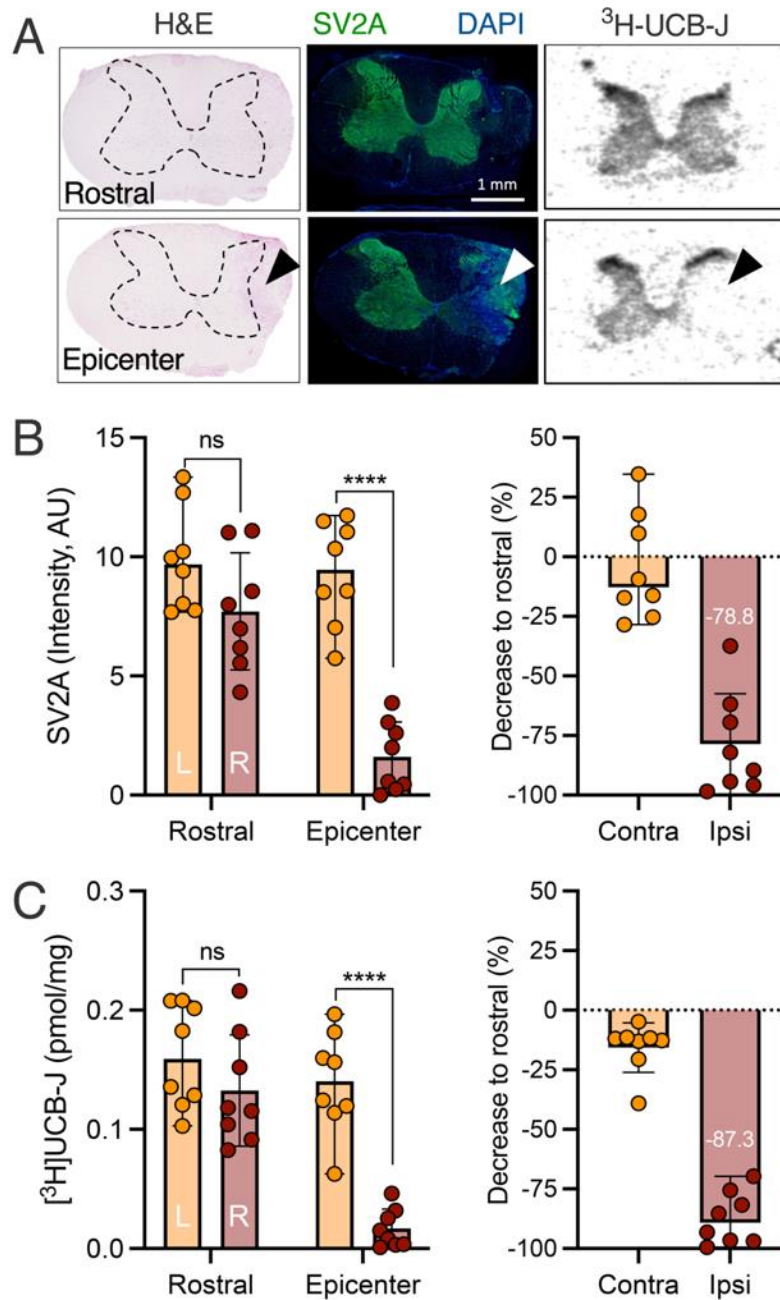 A
H&E
SV2A DAPI
³H-UCB-J
Rostral
1 mm
Epicenter
B
SV2A (Intensity, AU)
15
10
5
0
ns
****
L
R
Rostral
Epicenter
Decrease to rostral (%)
50
25
0
-25
-50
-75
-100
-78.8
Contra
Ipsi
C
[³H]UCB-J (pmol/mg)
0.3
0.2
0.1
0.0
ns
****
L
R
Rostral
Epicenter
Decrease to rostral (%)
50
25
0
-25
-50
-75
-100
-87.3
Contra
Ipsi